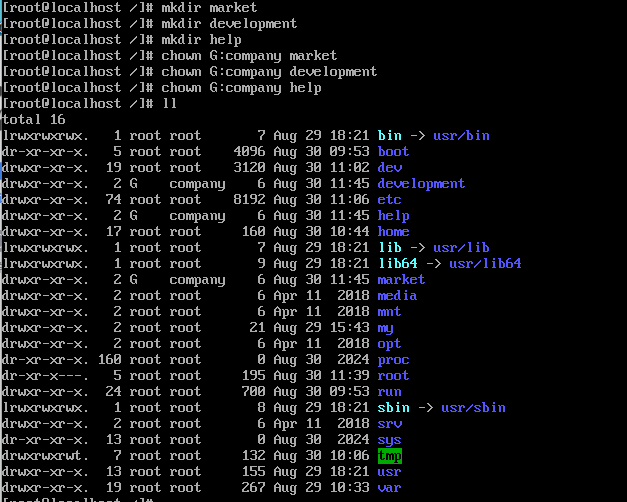 [root@localhost /]# mkdir market
[root@localhost /]# mkdir development
[root@localhost /]# mkdir help
[root@localhost /]# chown G:company market
[root@localhost /]# chown G:company development
[root@localhost /]# chown G:company help
[root@localhost /]# ll
total 16
lrwxrwxrwx.   1 root root       7 Aug 29 18:21 bin -> usr/bin
dr-xr-xr-x.   5 root root    4096 Aug 30 09:53 boot
drwxr-xr-x.  19 root root    3120 Aug 30 11:02 dev
drwxr-xr-x.   2 G    company    6 Aug 30 11:45 development
drwxr-xr-x.  74 root root    8192 Aug 30 11:06 etc
drwxr-xr-x.   2 G    company    6 Aug 30 11:45 help
drwxr-xr-x.  17 root root     160 Aug 30 10:44 home
lrwxrwxrwx.   1 root root       7 Aug 29 18:21 lib -> usr/lib
lrwxrwxrwx.   1 root root       9 Aug 29 18:21 lib64 -> usr/lib64
drwxr-xr-x.   2 G    company    6 Aug 30 11:45 market
drwxr-xr-x.   2 root root       6 Apr 11  2018 media
drwxr-xr-x.   2 root root       6 Apr 11  2018 mnt
drwxr-xr-x.   2 root root      21 Aug 29 15:43 my
drwxr-xr-x.   2 root root       6 Apr 11  2018 opt
dr-xr-xr-x. 160 root root       0 Aug 30  2024 proc
dr-xr-x---.   5 root root     195 Aug 30 11:39 root
drwxr-xr-x.  24 root root     700 Aug 30 09:53 run
lrwxrwxrwx.   1 root root       8 Aug 29 18:21 sbin -> usr/sbin
drwxr-xr-x.   2 root root       6 Apr 11  2018 srv
dr-xr-xr-x.  13 root root       0 Aug 30  2024 sys
drwxrwxrwt.   7 root root     132 Aug 30 10:06 tmp
drwxr-xr-x.  13 root root     155 Aug 29 18:21 usr
drwxr-xr-x.  19 root root     267 Aug 29 10:33 var